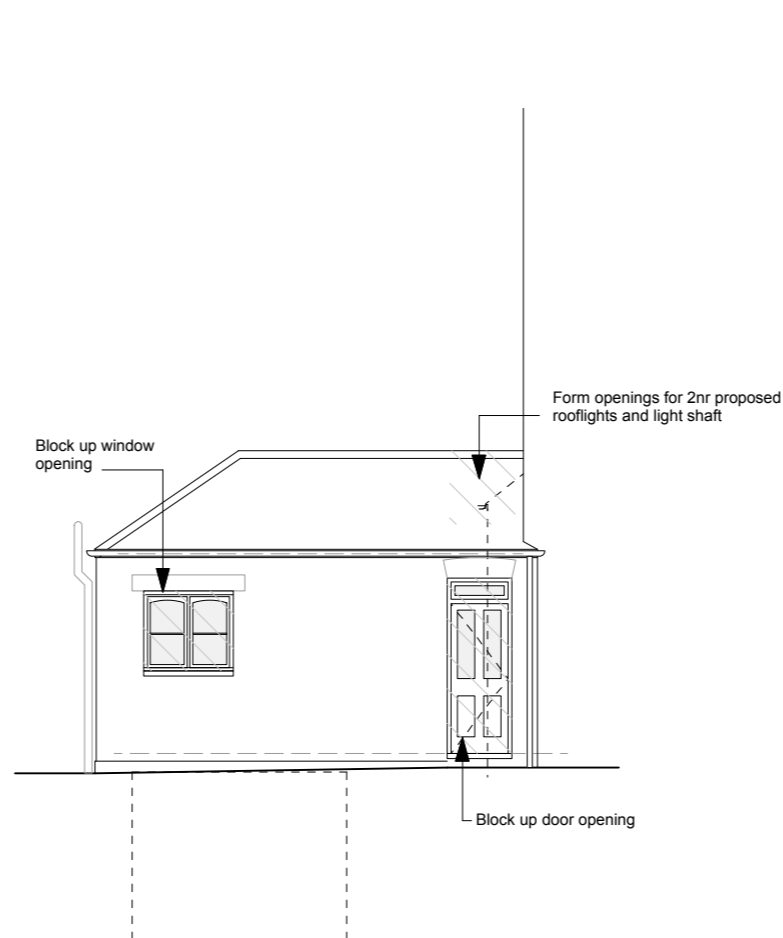 Form openings for 2nr proposed
rooflights and light shaft
Block up window
opening
Block up door opening